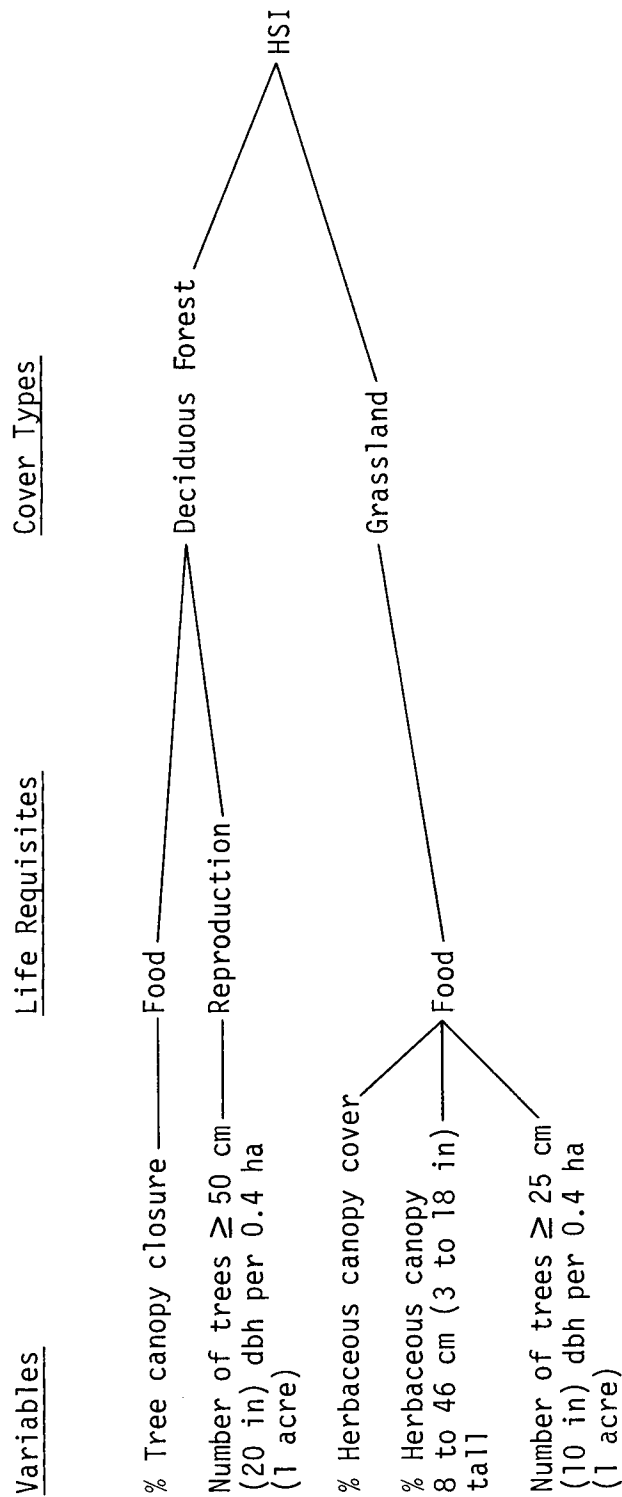 Variables
Life Requisites
Cover Types
% Tree canopy closure
Food
Number of trees ≥ 50 cm
(20 in) dbh per 0.4 ha
(1 acre)
Reproduction
Deciduous Forest
% Herbaceous canopy cover
% Herbaceous canopy
8 to 46 cm (3 to 18 in)
tall
Number of trees ≥ 25 cm
(10 in) dbh per 0.4 ha
(1 acre)
Food
Grassland
HSI